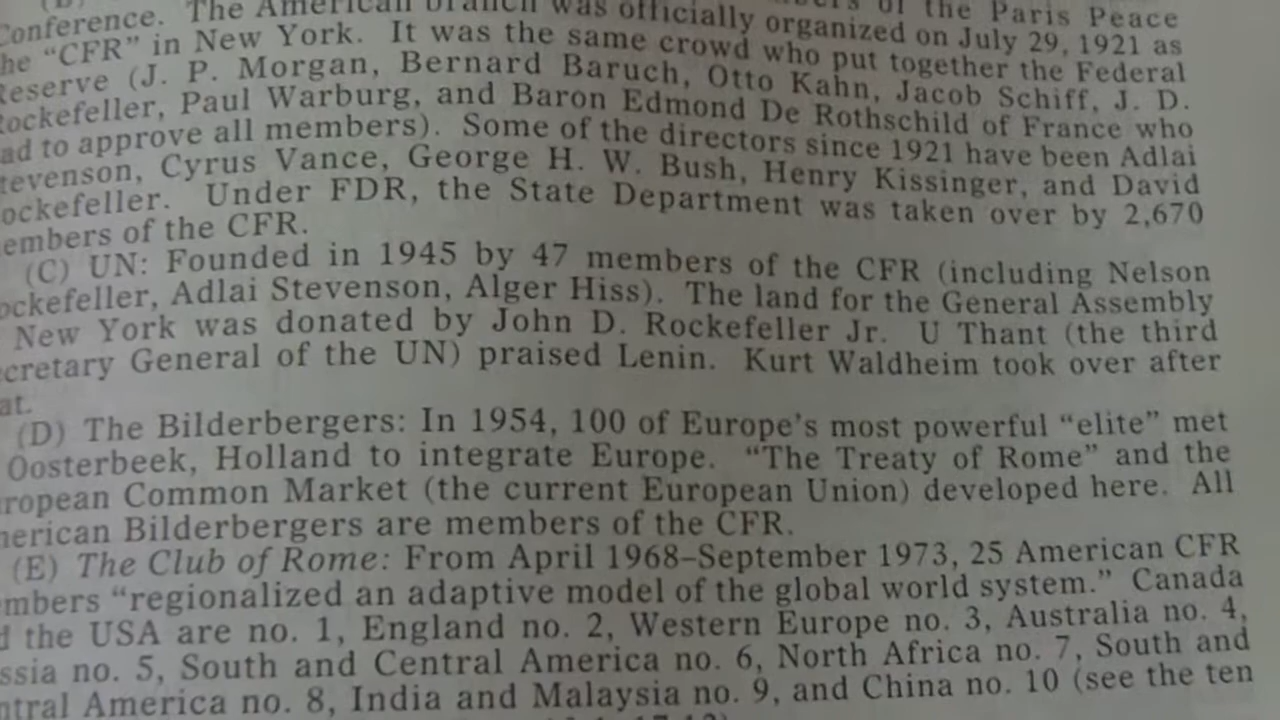 of the Paris Peace
Conference. The American branch was officially organized on July 29, 1921 as
he "CFR" in New York. It was the same crowd who put together the Federal
Reserve (J. P. Morgan, Bernard Baruch, Otto Kahn, Jacob Schiff, J. D.
ockefeller, Paul Warburg, and Baron Edmond De Rothschild of France who
ad to approve all members). Some of the directors since 1921 have been Adlai
tevenson, Cyrus Vance, George H. W. Bush, Henry Kissinger, and David
ockefeller. Under FDR, the State Department was taken over by 2,670
embers of the CFR.
(C) UN: Founded in 1945 by 47 members of the CFR (including Nelson
ockefeller, Adlai Stevenson, Alger Hiss). The land for the General Assembly
New York was donated by John D. Rockefeller Jr. U Thant (the third
cretary General of the UN) praised Lenin. Kurt Waldheim took over after
at.
(D) The Bilderbergers: In 1954, 100 of Europe's most powerful "elite" met
Oosterbeek, Holland to integrate Europe. "The Treaty of Rome" and the
ropean Common Market (the current European Union) developed here. All
merican Bilderbergers are members of the CFR.
(E) The Club of Rome: From April 1968–September 1973, 25 American CFR
mbers "regionalized an adaptive model of the global world system." Canada
d the USA are no. 1, England no. 2, Western Europe no. 3, Australia no. 4,
ssia no. 5, South and Central America no. 6, North Africa no. 7, South and
ntral America no. 8, India and Malaysia no. 9, and China no. 10 (see the ten